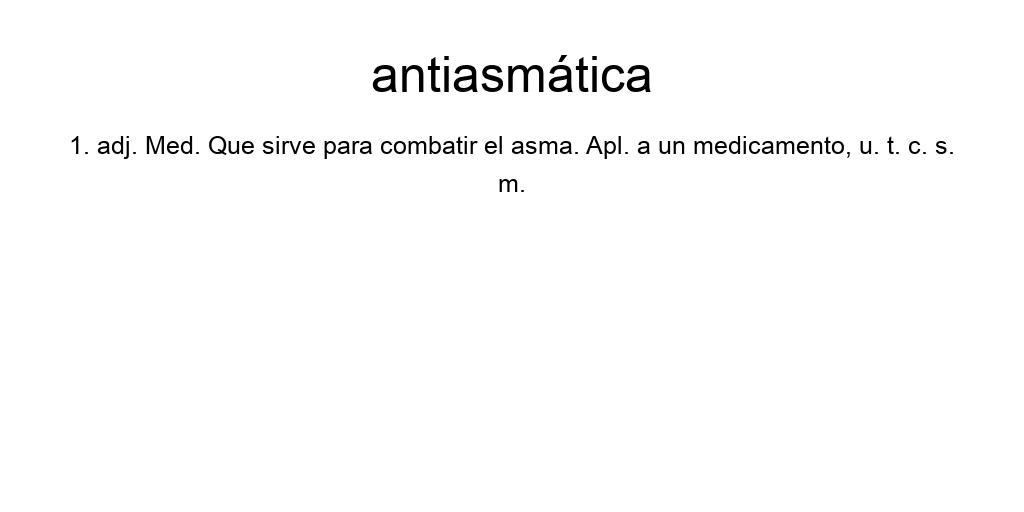 antiasmática
1. adj. Med. Que sirve para combatir el asma. Apl. a un medicamento, u. t. c. s.
m.